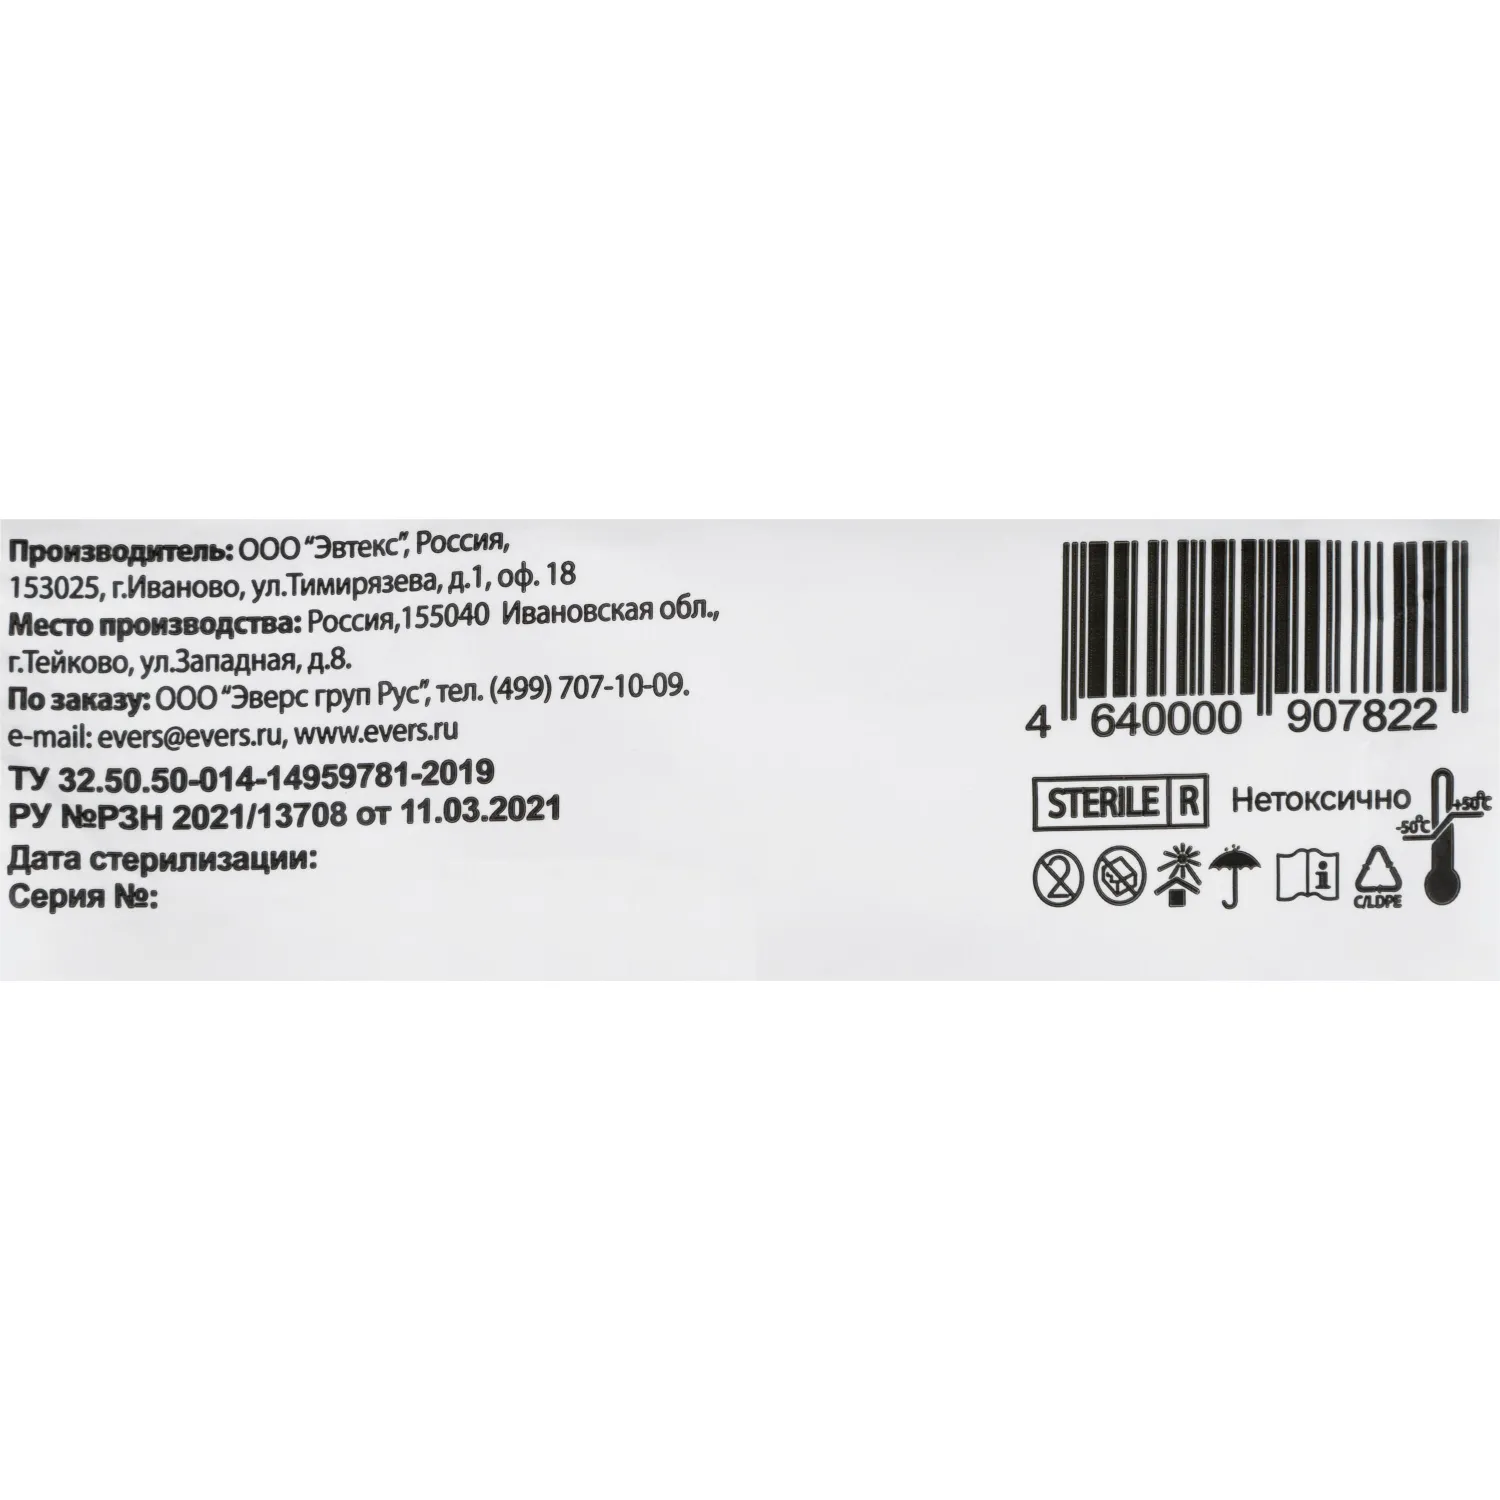 Производитель: ООО "Эвтекс", Россия,
153025, г.Иваново, ул.Тимирязева, д.1, оф. 18
Место производства: Россия,155040 Ивановская обл.,
г.Тейково, ул.Западная, д.8.
По заказу: ООО "Эверс груп Рус", тел. (499) 707-10-09.
e-mail: evers@evers.ru, www.evers.ru
ТУ 32.50.50-014-14959781-2019
РУ №РЗН 2021/13708 от 11.03.2021
Дата стерилизации:
Серия №:
4 640000 907822
STERILE R Нетоксично
+50°C
-50°C
2
i
C/LDPE